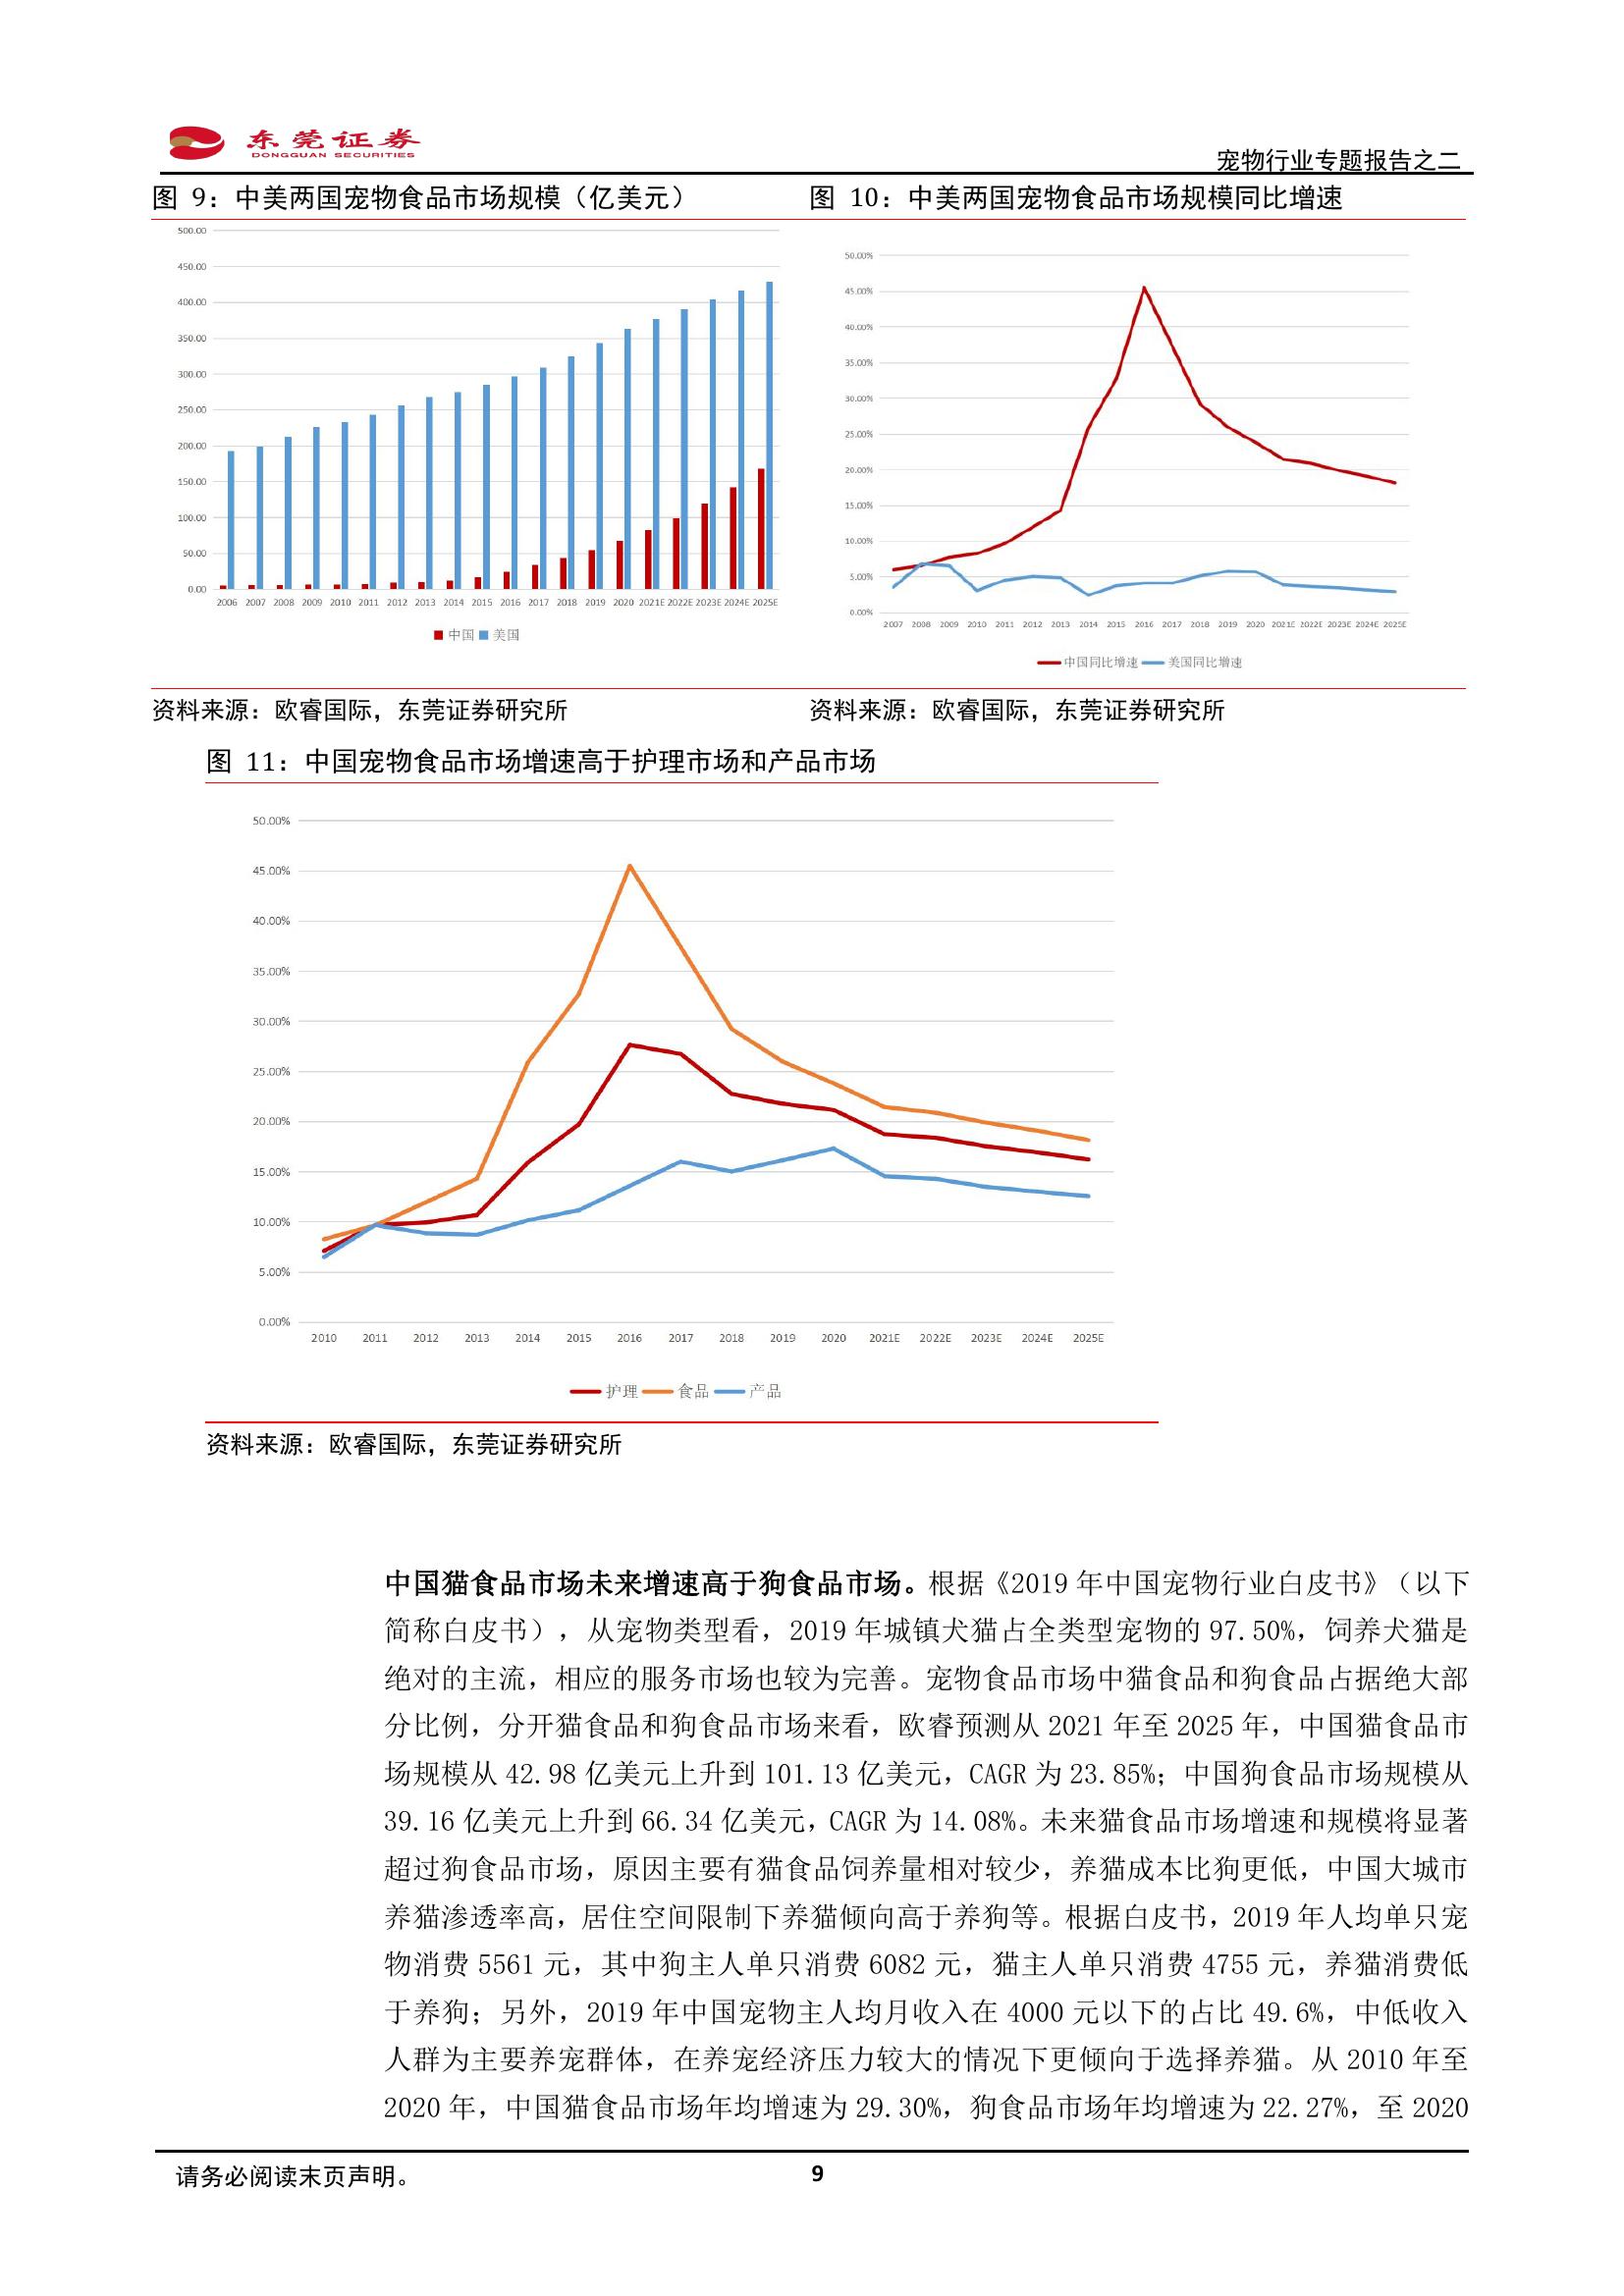 东莞证券
DONGGUAN SECURITIES
宠物行业专题报告之二
图 9：中美两国宠物食品市场规模（亿美元）
500.00
450.00
400.00
350.00
300.00
250.00
200.00
150.00
100.00
50.00
0.00
2006 2007 2008 2009 2010 2011 2012 2013 2014 2015 2016 2017 2018 2019 2020 2021E 2022E 2023E 2024E 2025E
中国 美国
图 10：中美两国宠物食品市场规模同比增速
50.00%
45.00%
40.00%
35.00%
30.00%
25.00%
20.00%
15.00%
10.00%
5.00%
0.00%
2007 2008 2009 2010 2011 2012 2013 2014 2015 2016 2017 2018 2019 2020 2021E 2022E 2023E 2024E 2025E
中国同比增速 美国同比增速
资料来源：欧睿国际，东莞证券研究所
资料来源：欧睿国际，东莞证券研究所
图 11：中国宠物食品市场增速高于护理市场和产品市场
50.00%
45.00%
40.00%
35.00%
30.00%
25.00%
20.00%
15.00%
10.00%
5.00%
0.00%
2010 2011 2012 2013 2014 2015 2016 2017 2018 2019 2020 2021E 2022E 2023E 2024E 2025E
护理 食品 产品
资料来源：欧睿国际，东莞证券研究所
中国猫食品市场未来增速高于狗食品市场。根据《2019 年中国宠物行业白皮书》（以下
简称白皮书），从宠物类型看，2019 年城镇犬猫占全类型宠物的 97.50%，饲养犬猫是
绝对的主流，相应的服务市场也较为完善。宠物食品市场中猫食品和狗食品占据绝大部
分比例，分开猫食品和狗食品市场来看，欧睿预测从 2021 年至 2025 年，中国猫食品市
场规模从 42.98 亿美元上升到 101.13 亿美元，CAGR 为 23.85%；中国狗食品市场规模从
39.16 亿美元上升到 66.34 亿美元，CAGR 为 14.08%。未来猫食品市场增速和规模将显著
超过狗食品市场，原因主要有猫食品饲养量相对较少，养猫成本比狗更低，中国大城市
养猫渗透率高，居住空间限制下养猫倾向高于养狗等。根据白皮书，2019 年人均单只宠
物消费 5561 元，其中狗主人单只消费 6082 元，猫主人单只消费 4755 元，养猫消费低
于养狗；另外，2019 年中国宠物主人均月收入在 4000 元以下的占比 49.6%，中低收入
人群为主要养宠群体，在养宠经济压力较大的情况下更倾向于选择养猫。从 2010 年至
2020 年，中国猫食品市场年均增速为 29.30%，狗食品市场年均增速为 22.27%，至 2020
请务必阅读末页声明。
9